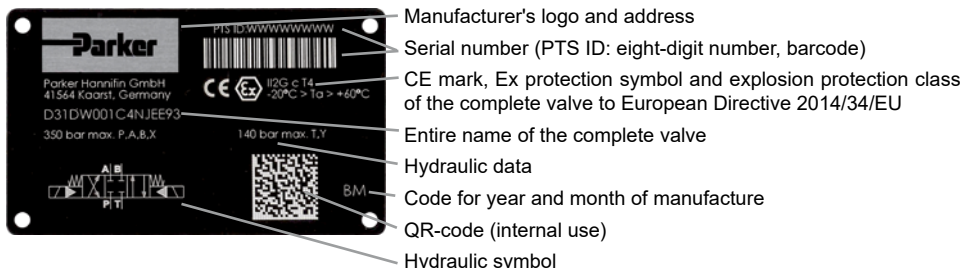 Parker
PTS ID:WWWWWWWWW
Parker Hannifin GmbH
41564 Kaarst, Germany
CE Ex II2G c T4
-20°C > Ta > +60°C
D31DW001C4NJEE93
350 bar max. P,A,B,X
140 bar max. T,Y
A B
P T
BM
Manufacturer's logo and address
Serial number (PTS ID: eight-digit number, barcode)
CE mark, Ex protection symbol and explosion protection class
of the complete valve to European Directive 2014/34/EU
Entire name of the complete valve
Hydraulic data
Code for year and month of manufacture
QR-code (internal use)
Hydraulic symbol